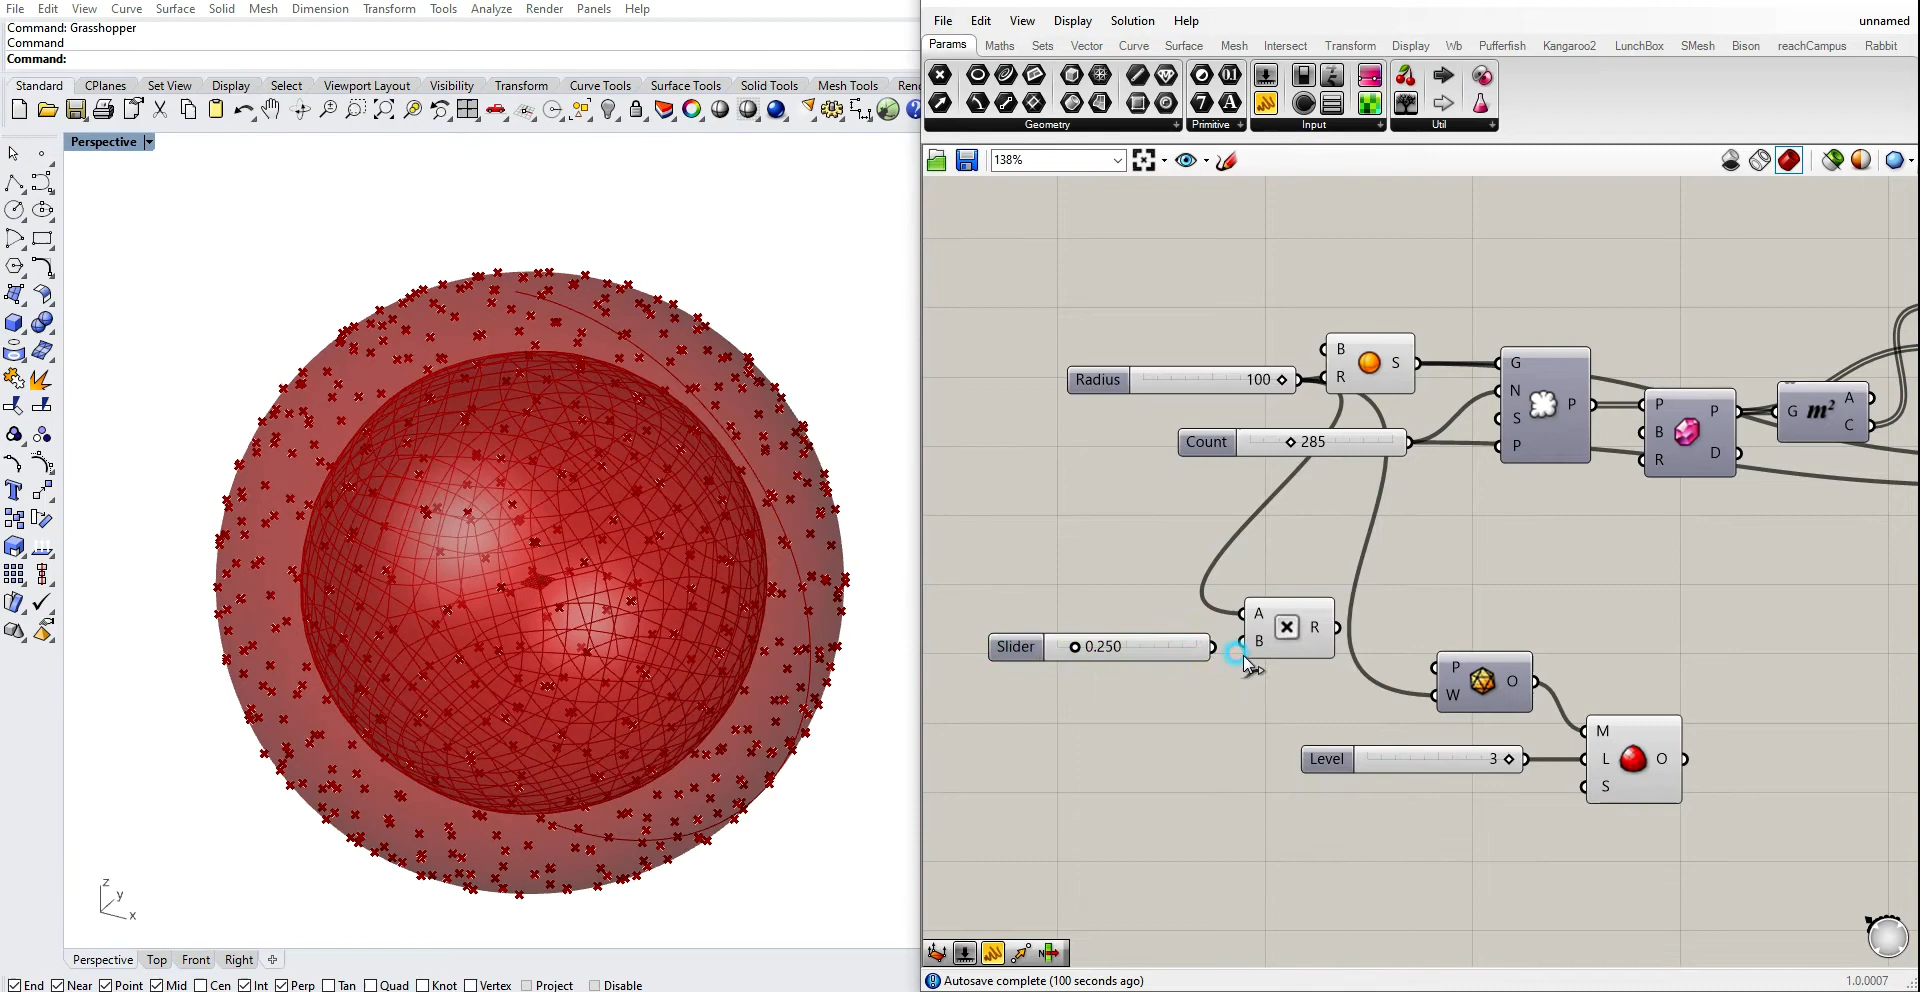 File Edit View Curve Surface Solid Mesh Dimension Transform Tools Analyze Render Panels Help
Command: Grasshopper
Command
Command:
Standard CPlanes Set View Display Select Viewport Layout Visibility Transform Curve Tools Surface Tools Solid Tools Mesh Tools
Perspective
z
y
x
Perspective Top Front Right
End Near Point Mid Cen Int Perp Tan Quad Knot Vertex Project Disable
File Edit View Display Solution Help unnamed
Params Maths Sets Vector Curve Surface Mesh Intersect Transform Display Wb Pufferfish Kangaroo2 LunchBox SMesh Bison reachCampus Rabbit
Geometry Primitive Input Util
138%
B
R
S
Radius 100
Count 285
G
N
S
P
P
P
B
R
P
D
G m² A
C
A
B
R
Slider 0.250
P
W
O
Level 3
M
L
S
O
Autosave complete (100 seconds ago) 1.0.0007